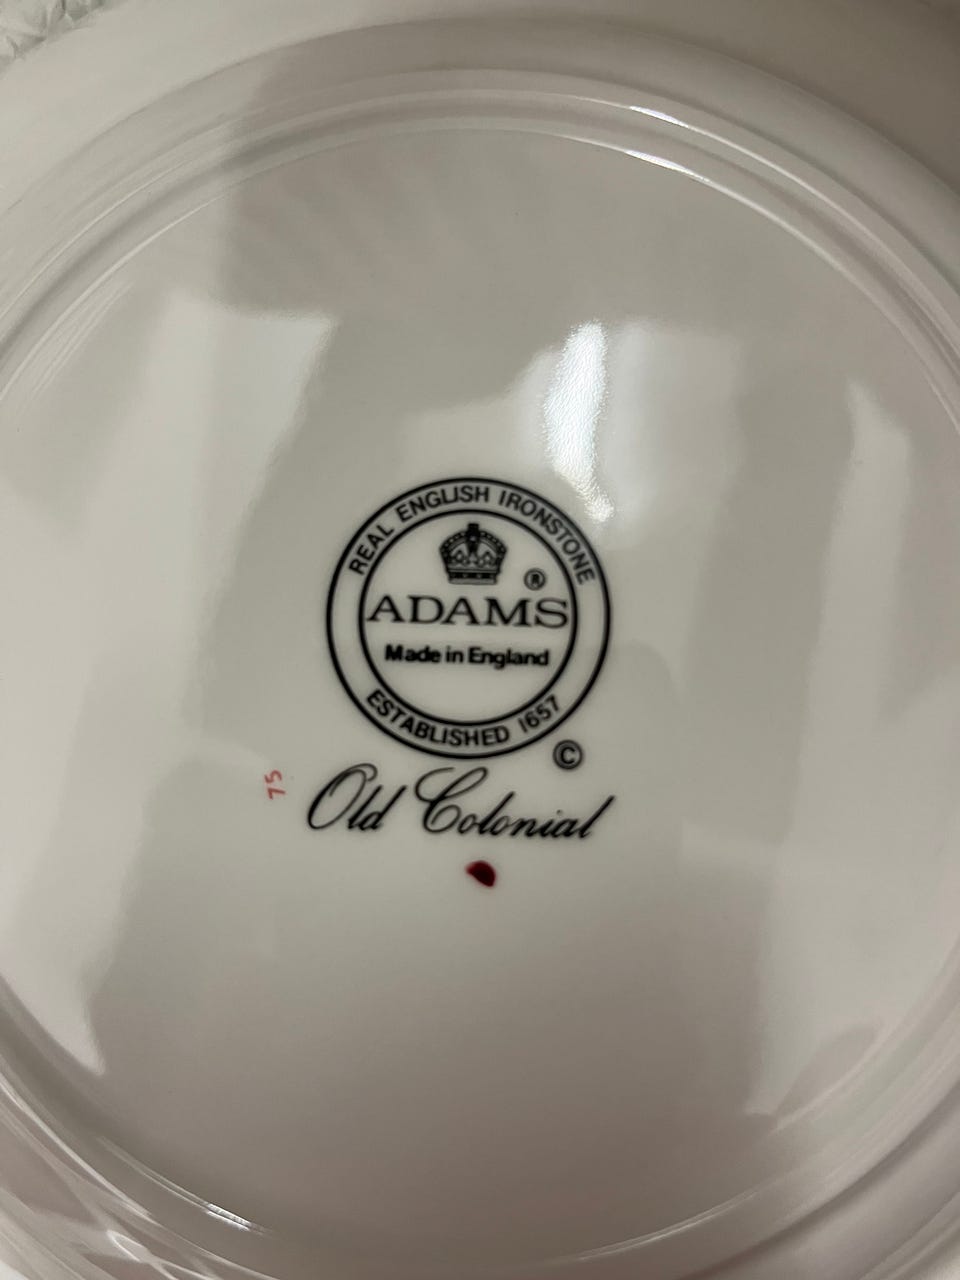 REAL ENGLISH IRONSTONE
®
ADAMS
Made in England
ESTABLISHED 1657
©
Old Colonial
75